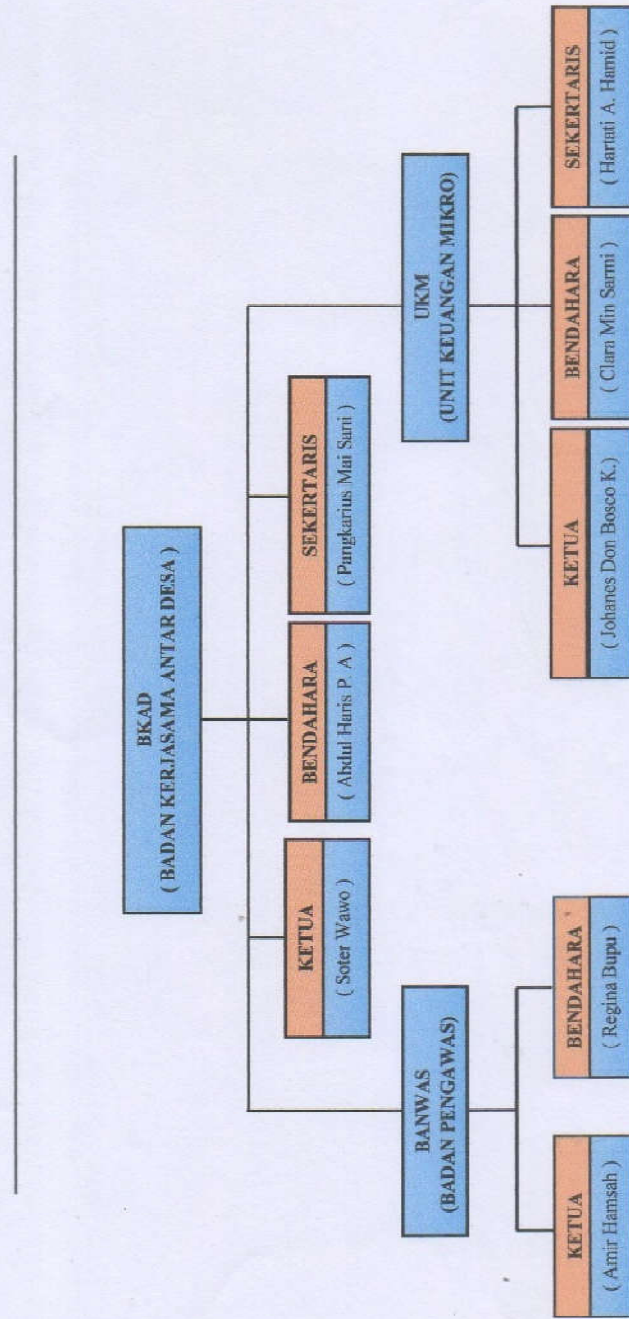 BKAD
( BADAN KERJASAMA ANTAR DESA )
KETUA
( Soter Wawo )
BENDAHARA
( Abdul Haris P. A )
SEKERTARIS
( Pangkarius Mai Sani )
BANWAS
(BADAN PENGAWAS)
UKM
(UNIT KEUANGAN MIKRO)
KETUA
( Amir Hamsah )
BENDAHARA
( Regina Bupu )
KETUA
( Johanes Don Bosco K.)
BENDAHARA
( Clara Min Sarmi )
SEKERTARIS
( Hartati A. Hamid )